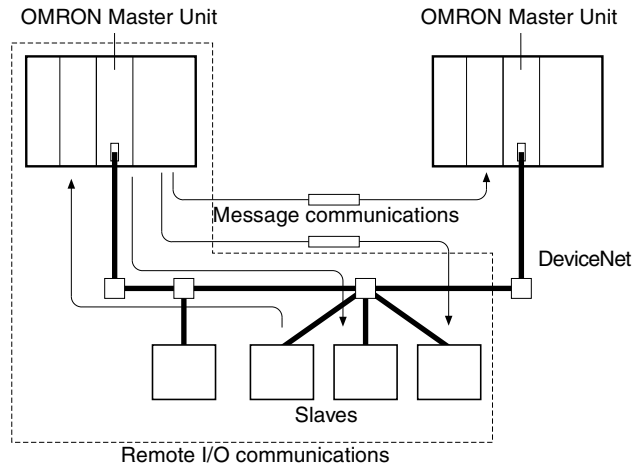 OMRON Master Unit
OMRON Master Unit
Message communications
DeviceNet
Slaves
Remote I/O communications